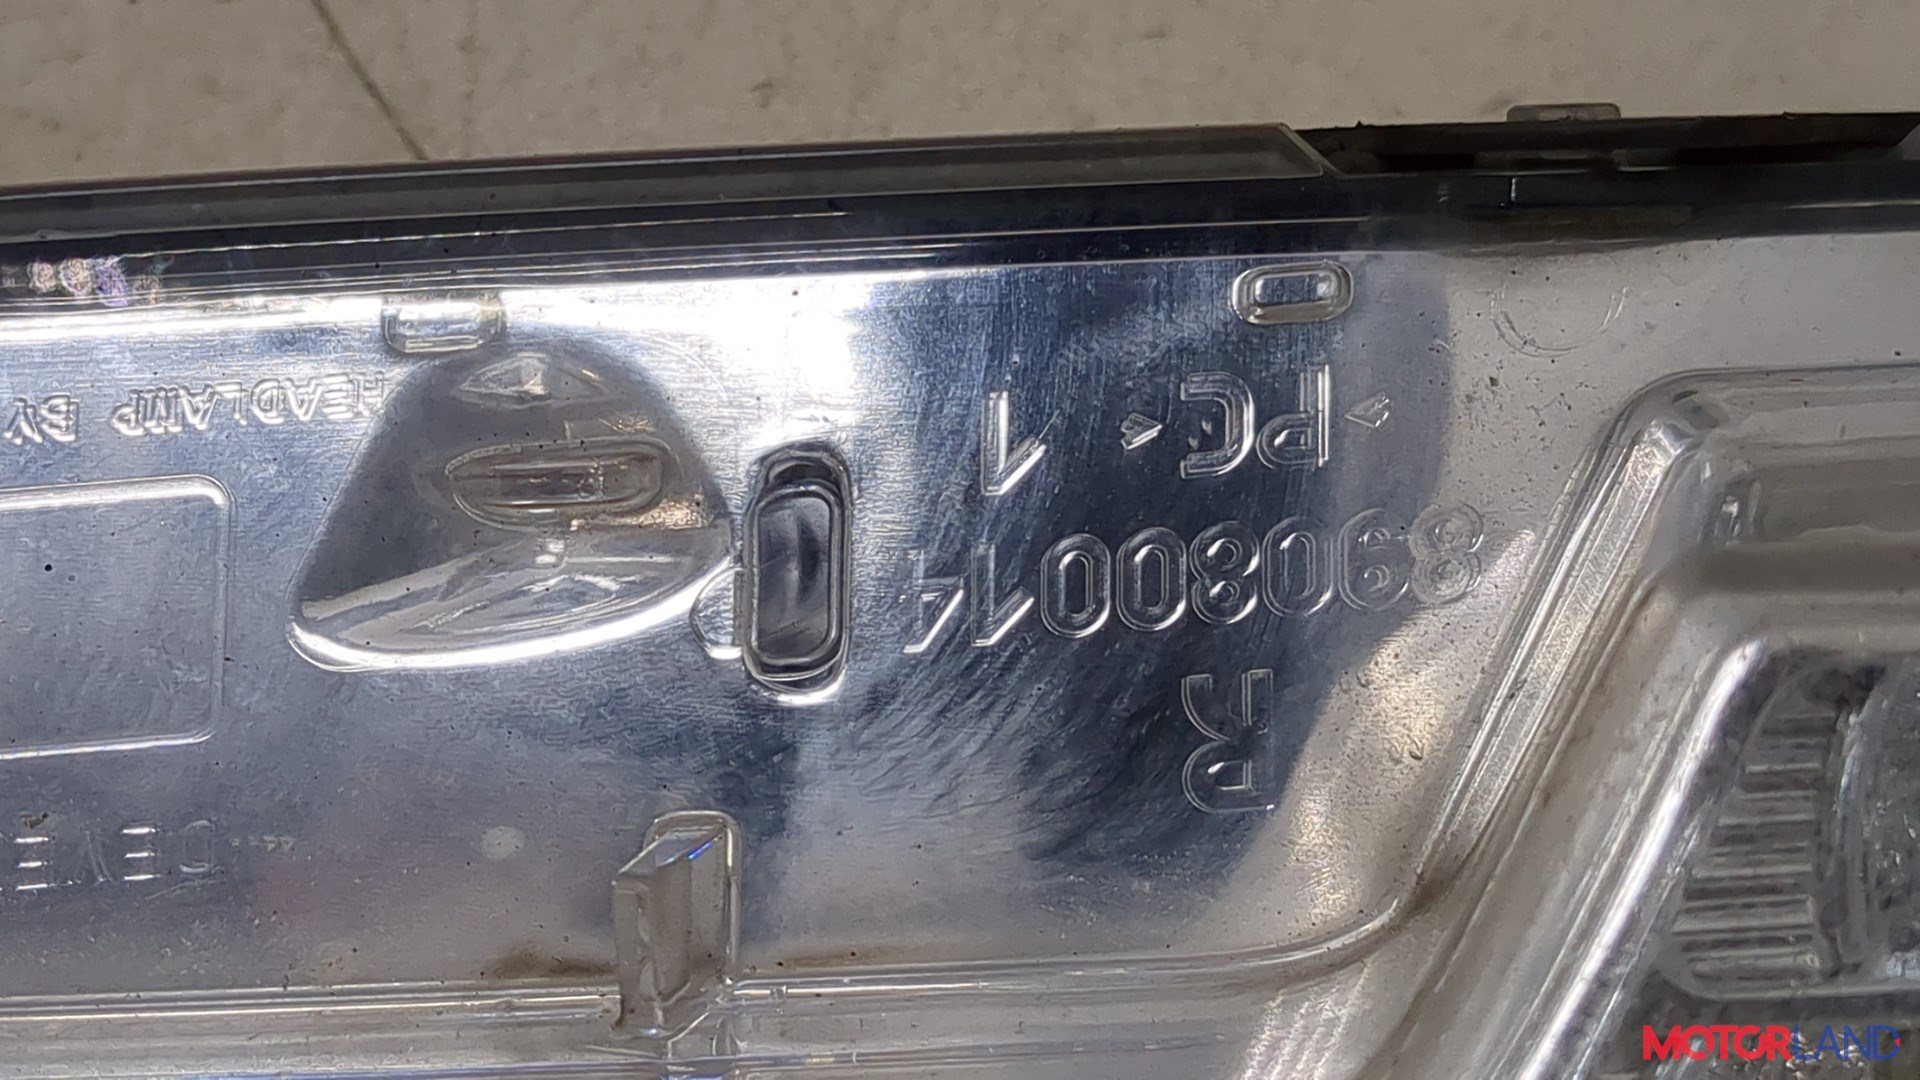 R
89080014
>PC< 1
HEADLAMP BY
MOTORLAND